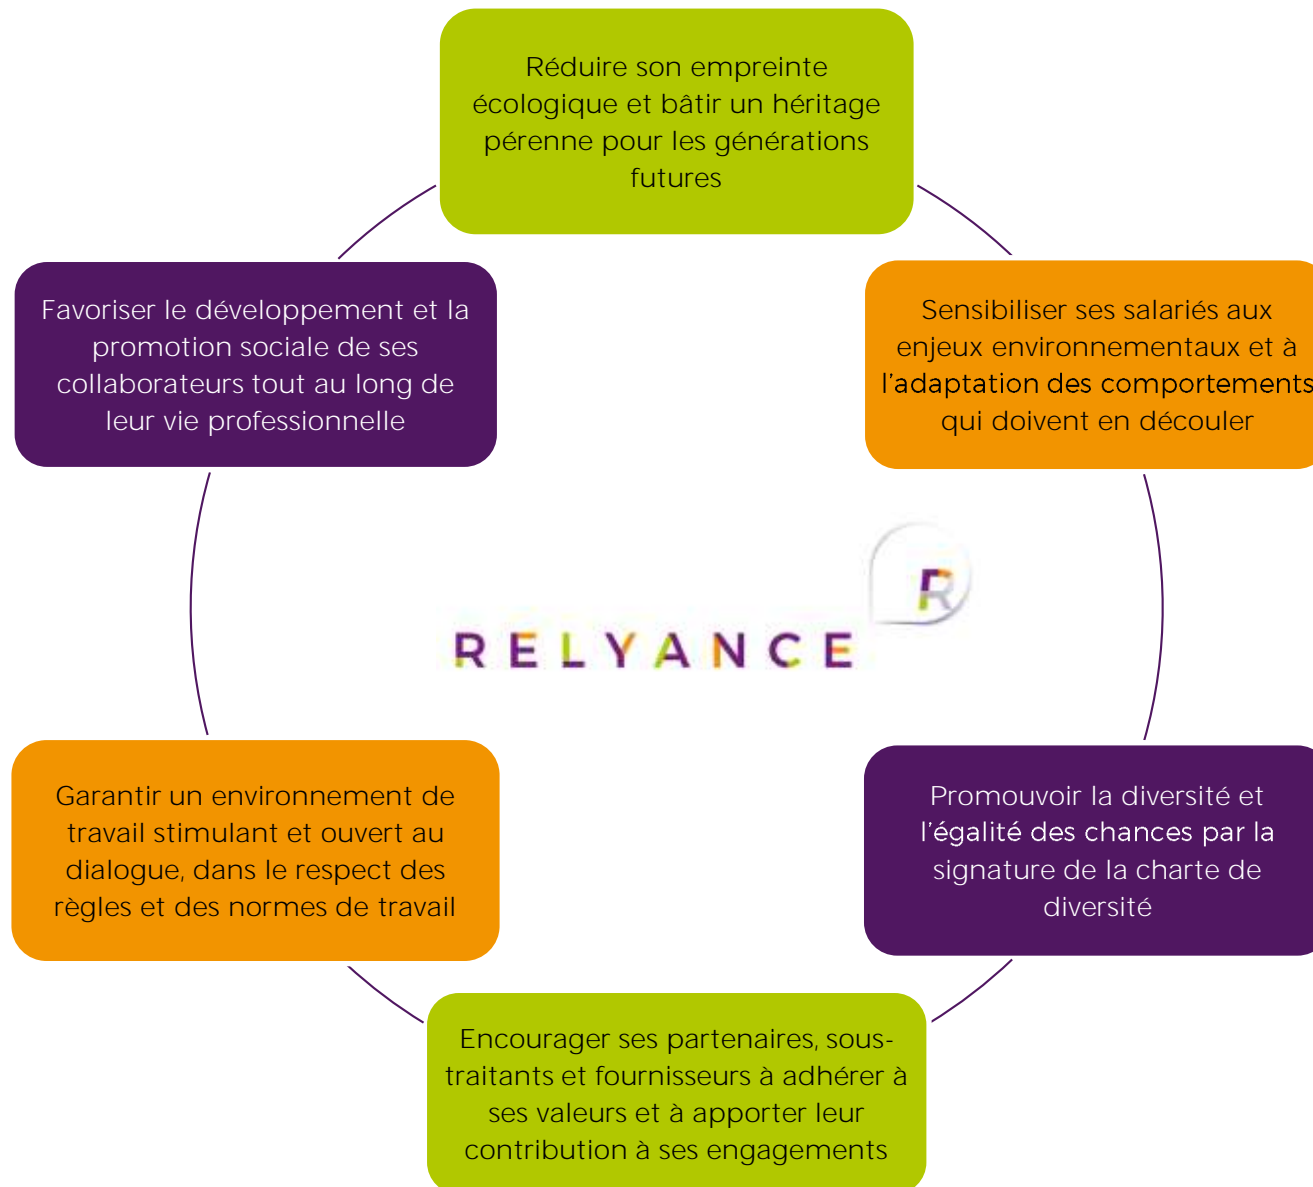 Réduire son empreinte
écologique et bâtir un héritage
pérenne pour les générations
futures
Sensibiliser ses salariés aux
enjeux environnementaux et à
l’adaptation des comportements
qui doivent en découler
Promouvoir la diversité et
l’égalité des chances par la
signature de la charte de
diversité
Encourager ses partenaires, sous-
traitants et fournisseurs à adhérer à
ses valeurs et à apporter leur
contribution à ses engagements
Garantir un environnement de
travail stimulant et ouvert au
dialogue, dans le respect des
règles et des normes de travail
Favoriser le développement et la
promotion sociale de ses
collaborateurs tout au long de
leur vie professionnelle
R
RELYANCE